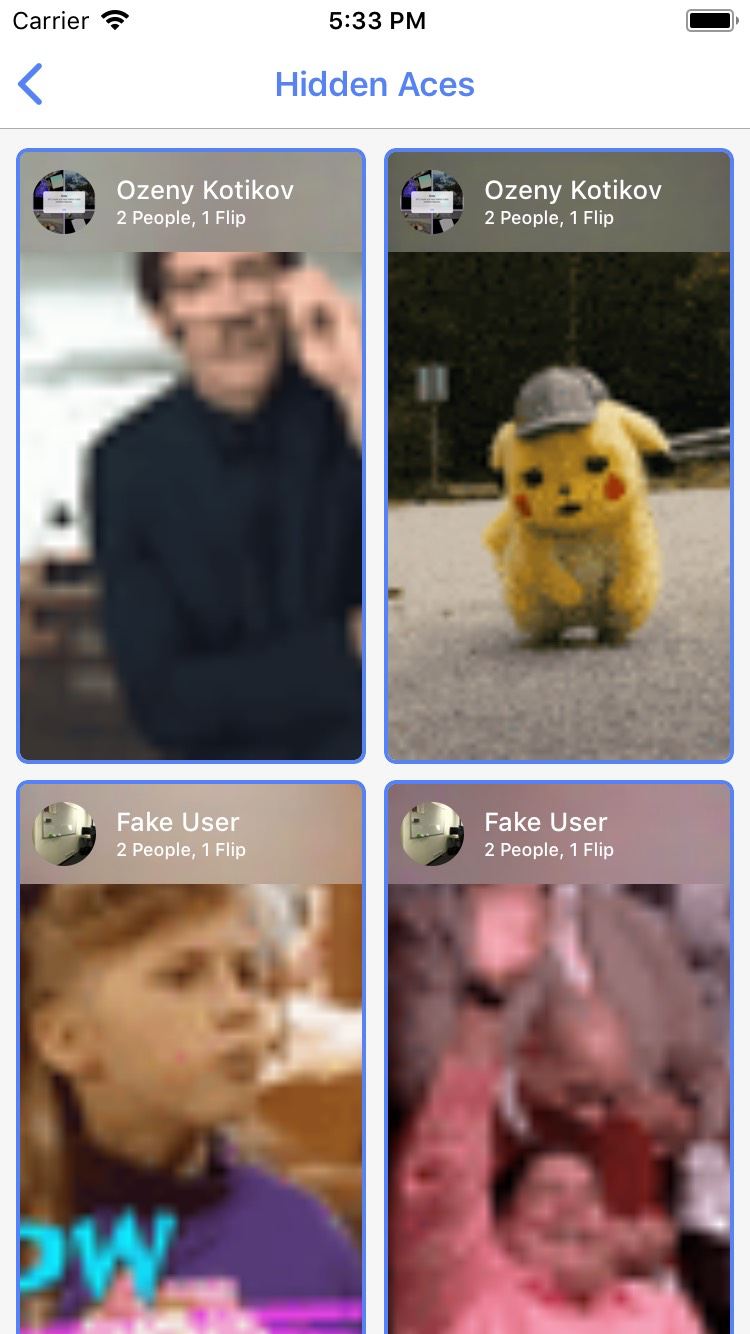 Carrier 5:33 PM
Hidden Aces
Ozeny Kotikov
2 People, 1 Flip
Ozeny Kotikov
2 People, 1 Flip
Fake User
2 People, 1 Flip
Fake User
2 People, 1 Flip